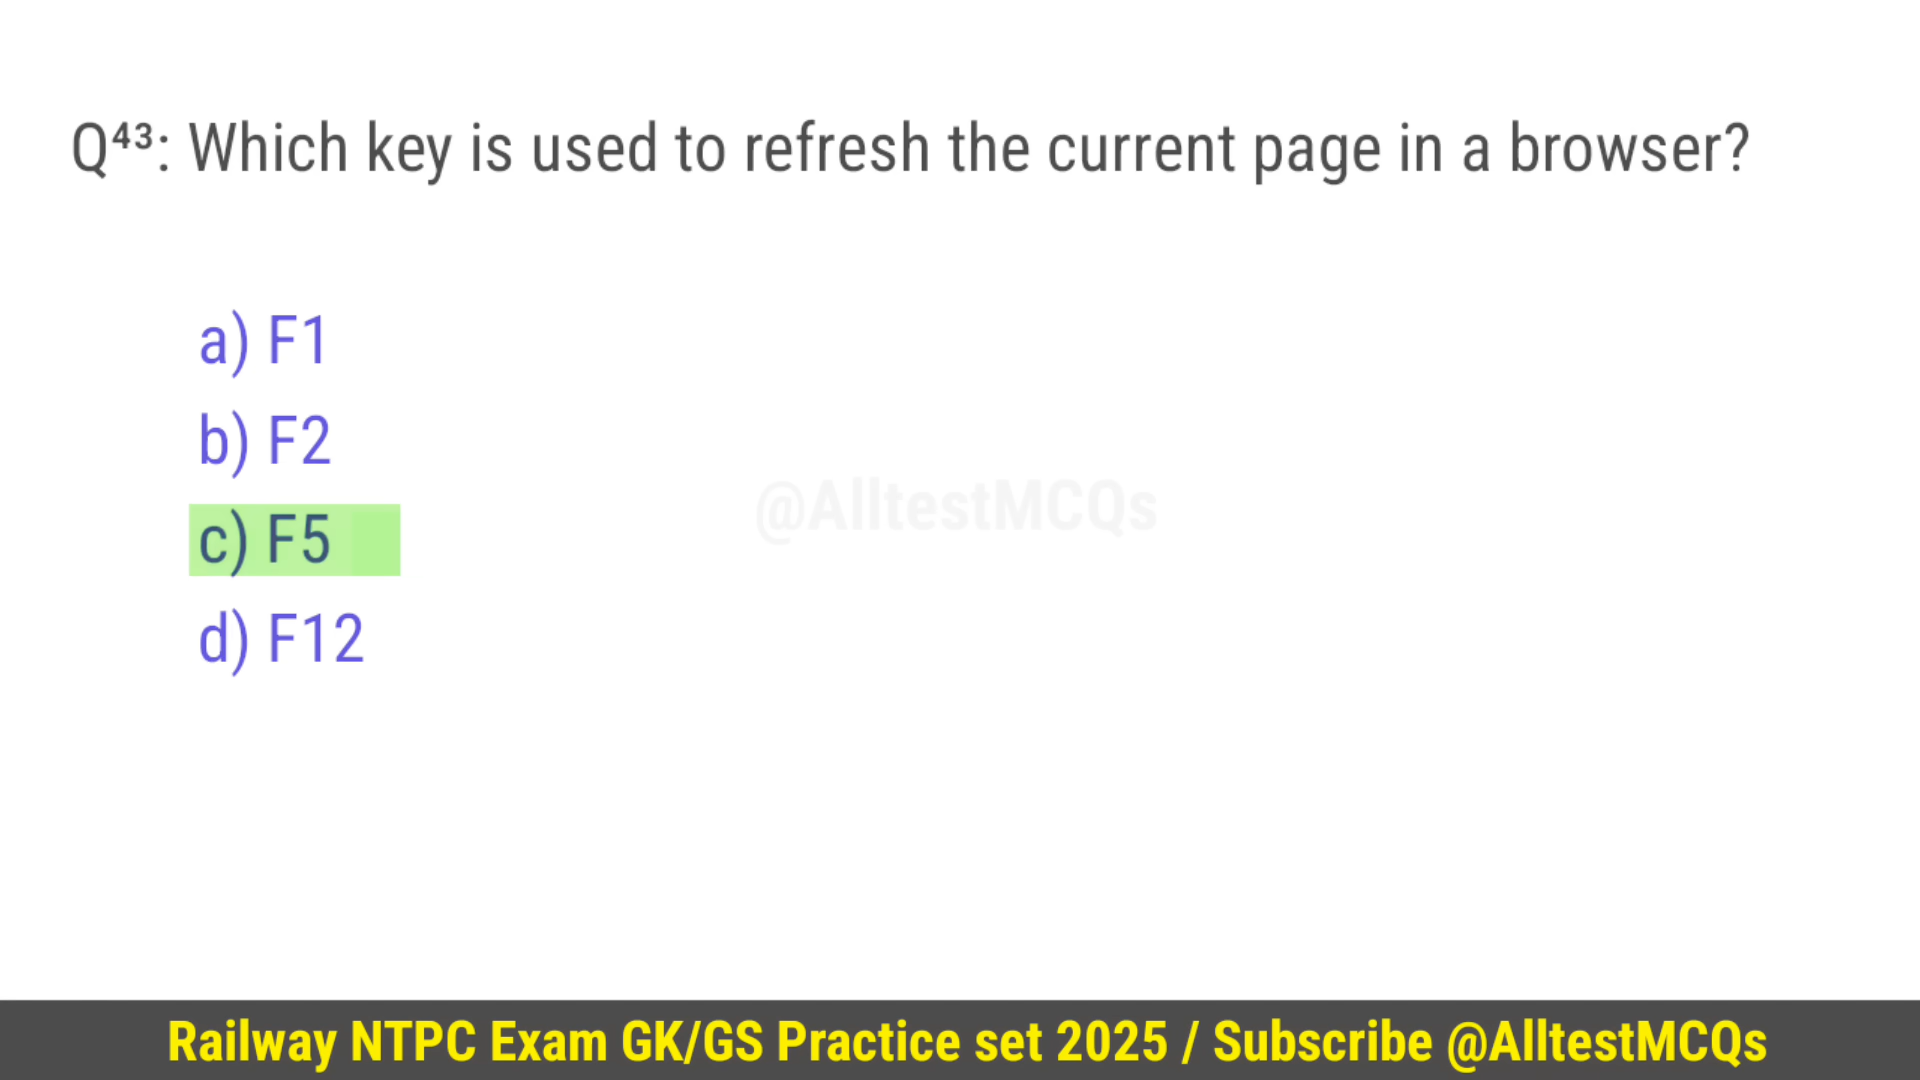 Q⁴³: Which key is used to refresh the current page in a browser?
a) F1
b) F2
@AlltestMCQs
c) F5
d) F12
Railway NTPC Exam GK/GS Practice set 2025 / Subscribe @AlltestMCQs